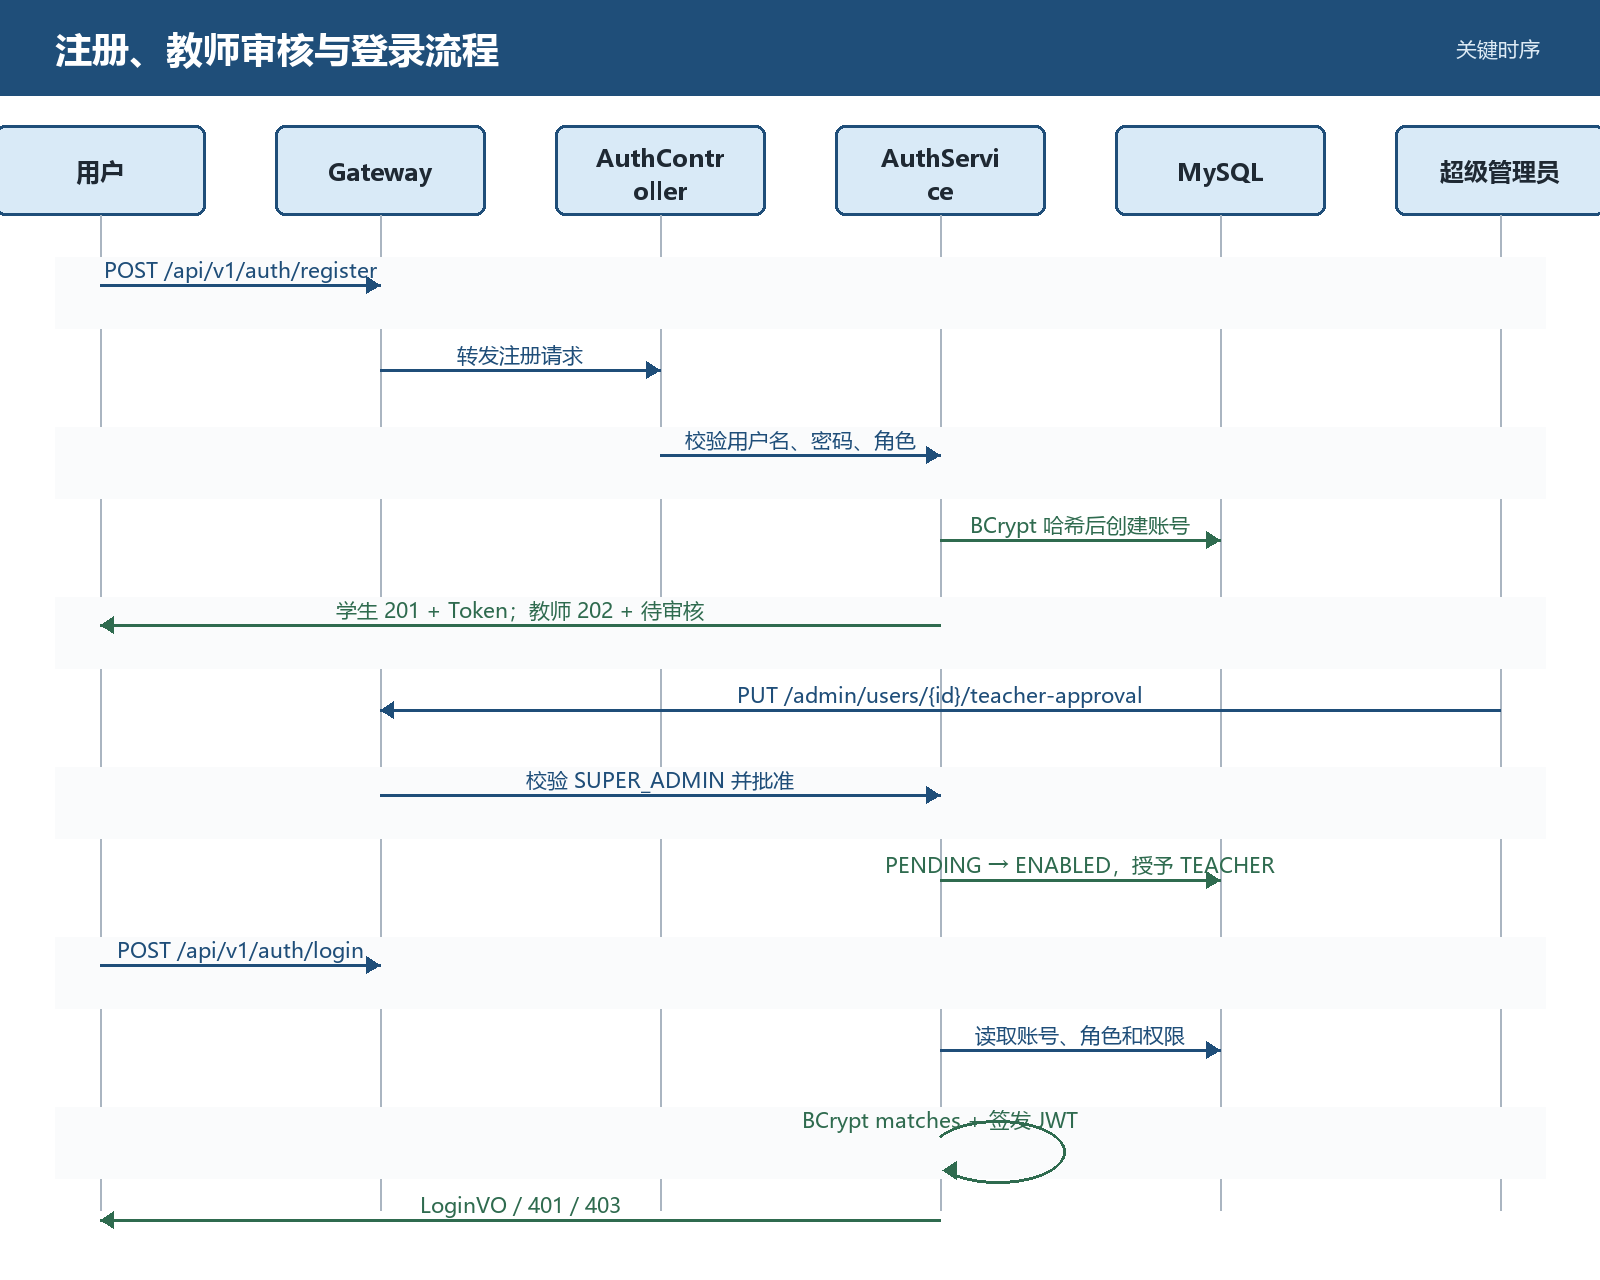 注册、教师审核与登录流程
关键时序
用户
Gateway
AuthContr
oller
AuthServi
ce
MySQL
超级管理员
POST /api/v1/auth/register
转发注册请求
校验用户名、密码、角色
BCrypt 哈希后创建账号
学生 201 + Token；教师 202 + 待审核
PUT /admin/users/{id}/teacher-approval
校验 SUPER_ADMIN 并批准
PENDING → ENABLED，授予 TEACHER
POST /api/v1/auth/login
读取账号、角色和权限
BCrypt matches + 签发 JWT
LoginVO / 401 / 403